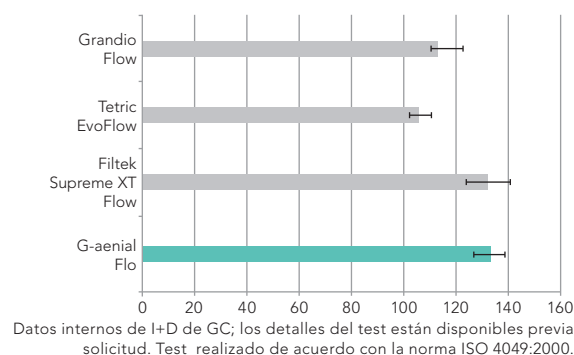 Grandio
Flow
Tetric
EvoFlow
Filtek
Supreme XT
Flow
G-aenial
Flo
0 20 40 60 80 100 120 140 160
Datos internos de I+D de GC; los detalles del test están disponibles previa
solicitud. Test realizado de acuerdo con la norma ISO 4049:2000.